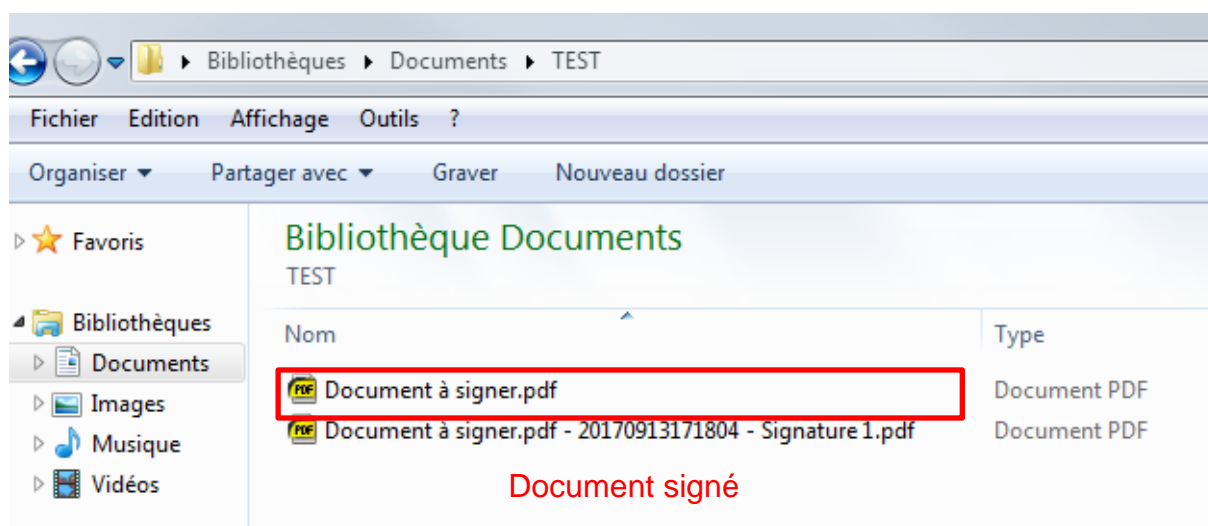 Bibliothèques Documents TEST
Fichier Edition Affichage Outils ?
Organiser Partager avec Graver Nouveau dossier
Favoris
Bibliothèques
Documents
Images
Musique
Vidéos
Bibliothèque Documents
TEST
Nom Type
PDF Document à signer.pdf Document PDF
PDF Document à signer.pdf - 20170913171804 - Signature 1.pdf Document PDF
Document signé